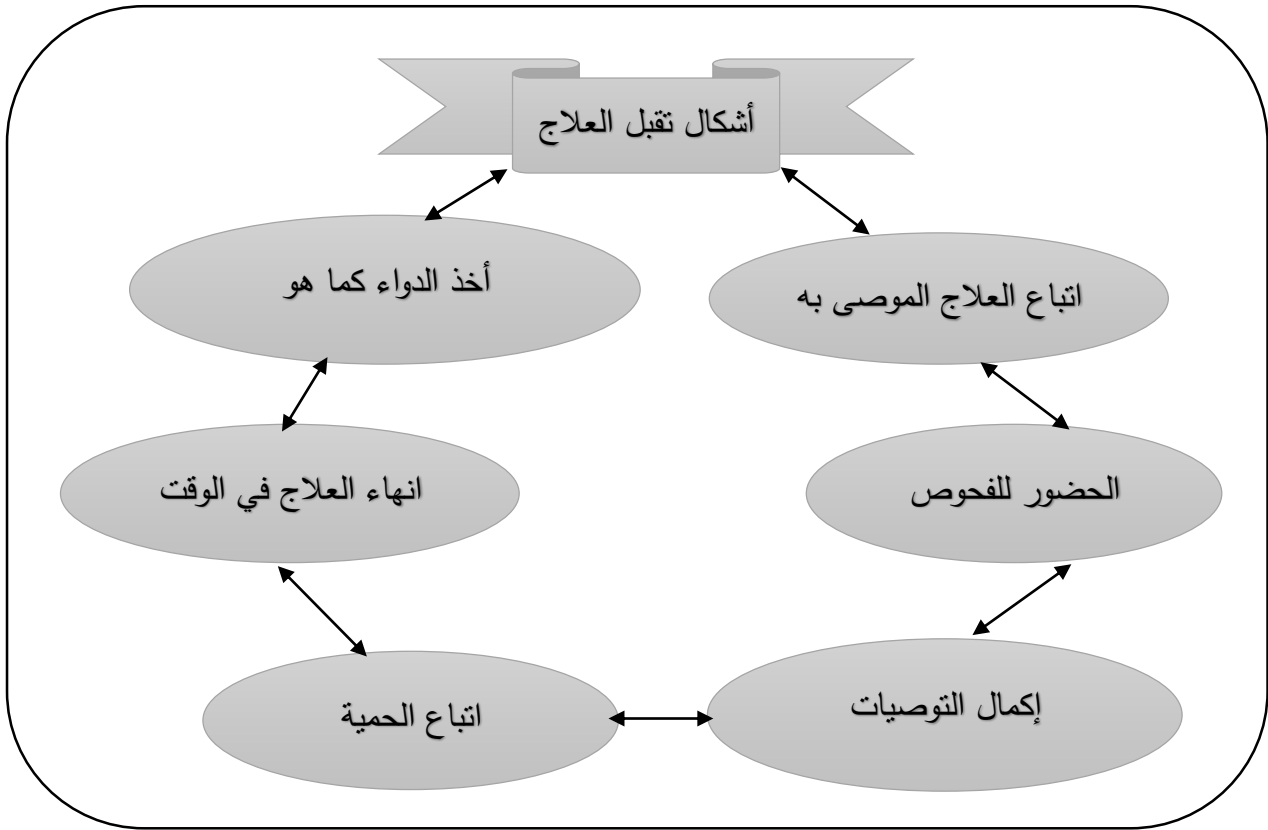 أشكال تقبل العلاج
اتباع العلاج الموصى به
أخذ الدواء كما هو
الحضور للفحوص
انهاء العلاج في الوقت
إكمال التوصيات
اتباع الحمية